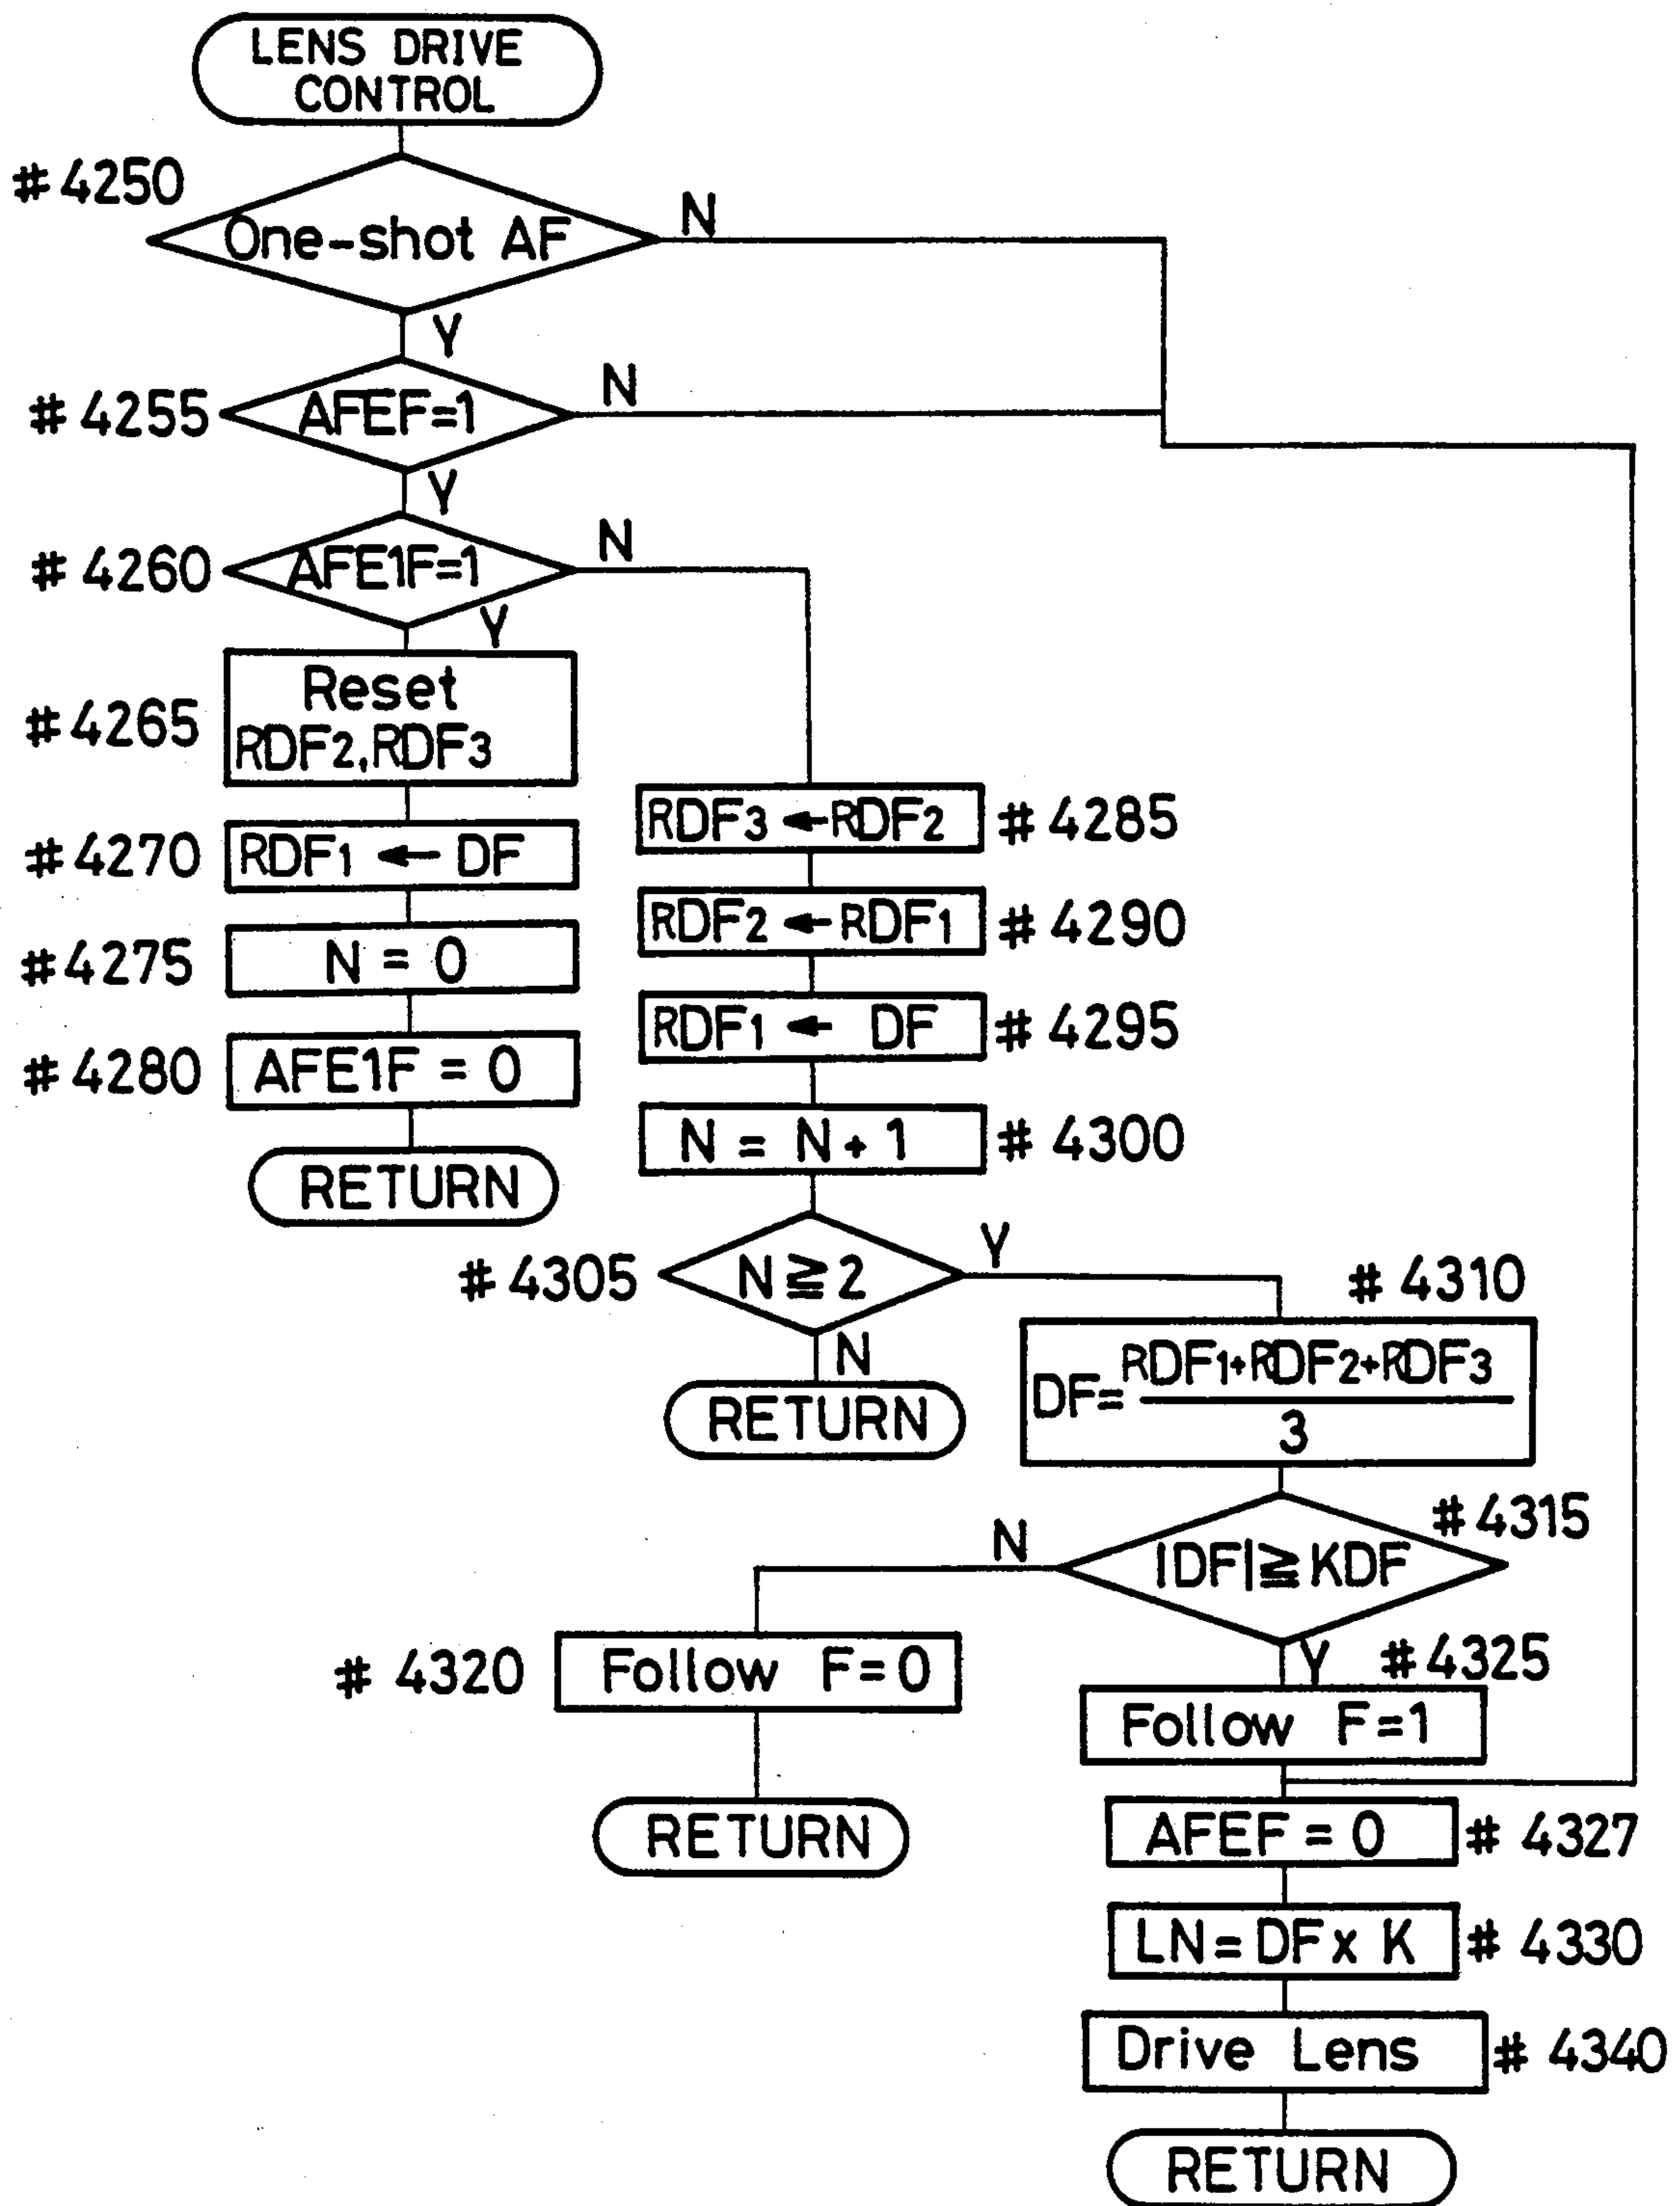 LENS DRIVE
CONTROL
#4250
One-shot AF
N
Y
#4255
AFEF=1
N
Y
#4260
AFE1F=1
N
Y
#4265
Reset
RDF2,RDF3
#4270
RDF1 ← DF
#4275
N = 0
#4280
AFE1F = 0
RETURN
RDF3 ← RDF2
#4285
RDF2 ← RDF1
#4290
RDF1 ← DF
#4295
N = N + 1
#4300
#4305
N ≧ 2
Y
N
RETURN
#4310
DF= RDF1+RDF2+RDF3
3
#4315
|DF|≧KDF
N
Y
#4320
Follow F=0
RETURN
#4325
Follow F=1
AFEF = 0
#4327
LN=DF x K
#4330
Drive Lens
#4340
RETURN